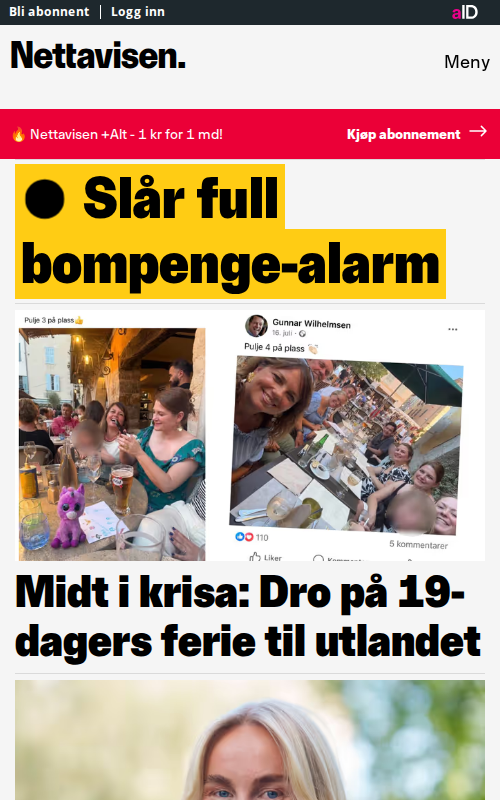 Bli abonnent | Logg inn
aID
Nettavisen.
Meny
🔥 Nettavisen +Alt - 1 kr for 1 md!
Kjøp abonnement →
Slår full
bompenge-alarm
Pulje 3 på plass👍
Gunnar Wilhelmsen
16. juli ·
...
Pulje 4 på plass 👏
110
5 kommentarer
Liker
Midt i krisa: Dro på 19-
dagers ferie til utlandet